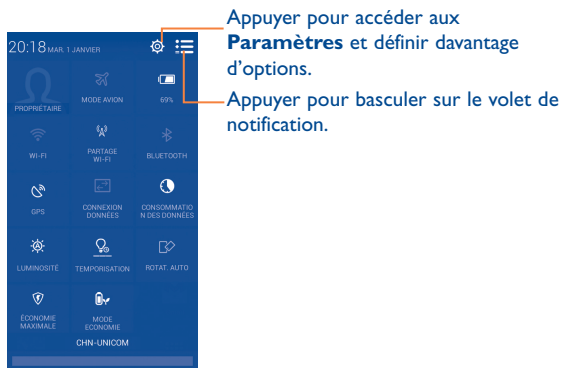 Appuyer pour accéder aux
Paramètres et définir davantage
d'options.
Appuyer pour basculer sur le volet de
notification.
20:18 MAR. 1 JANVIER
PROPRIÉTAIRE
MODE AVION
69%
WI-FI
PARTAGE
WI-FI
BLUETOOTH
GPS
CONNEXION
DONNÉES
CONSOMMATIO
N DES DONNÉES
LUMINOSITÉ
TEMPORISATION
ROTAT. AUTO
ÉCONOMIE
MAXIMALE
MODE
ECONOMIE
CHN-UNICOM